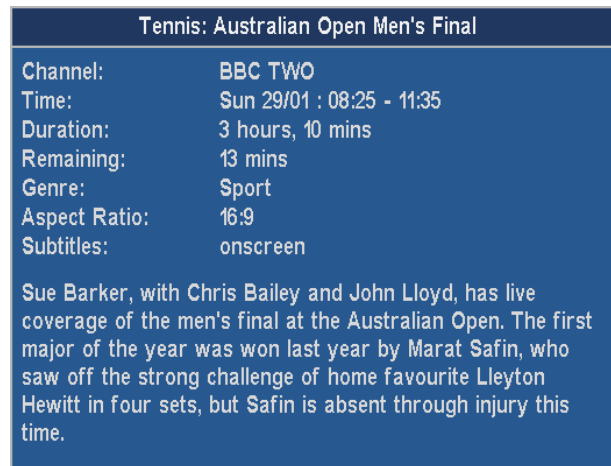 Tennis: Australian Open Men's Final
Channel: BBC TWO
Time: Sun 29/01 : 08:25 - 11:35
Duration: 3 hours, 10 mins
Remaining: 13 mins
Genre: Sport
Aspect Ratio: 16:9
Subtitles: onscreen
Sue Barker, with Chris Bailey and John Lloyd, has live
coverage of the men's final at the Australian Open. The first
major of the year was won last year by Marat Safin, who
saw off the strong challenge of home favourite Lleyton
Hewitt in four sets, but Safin is absent through injury this
time.